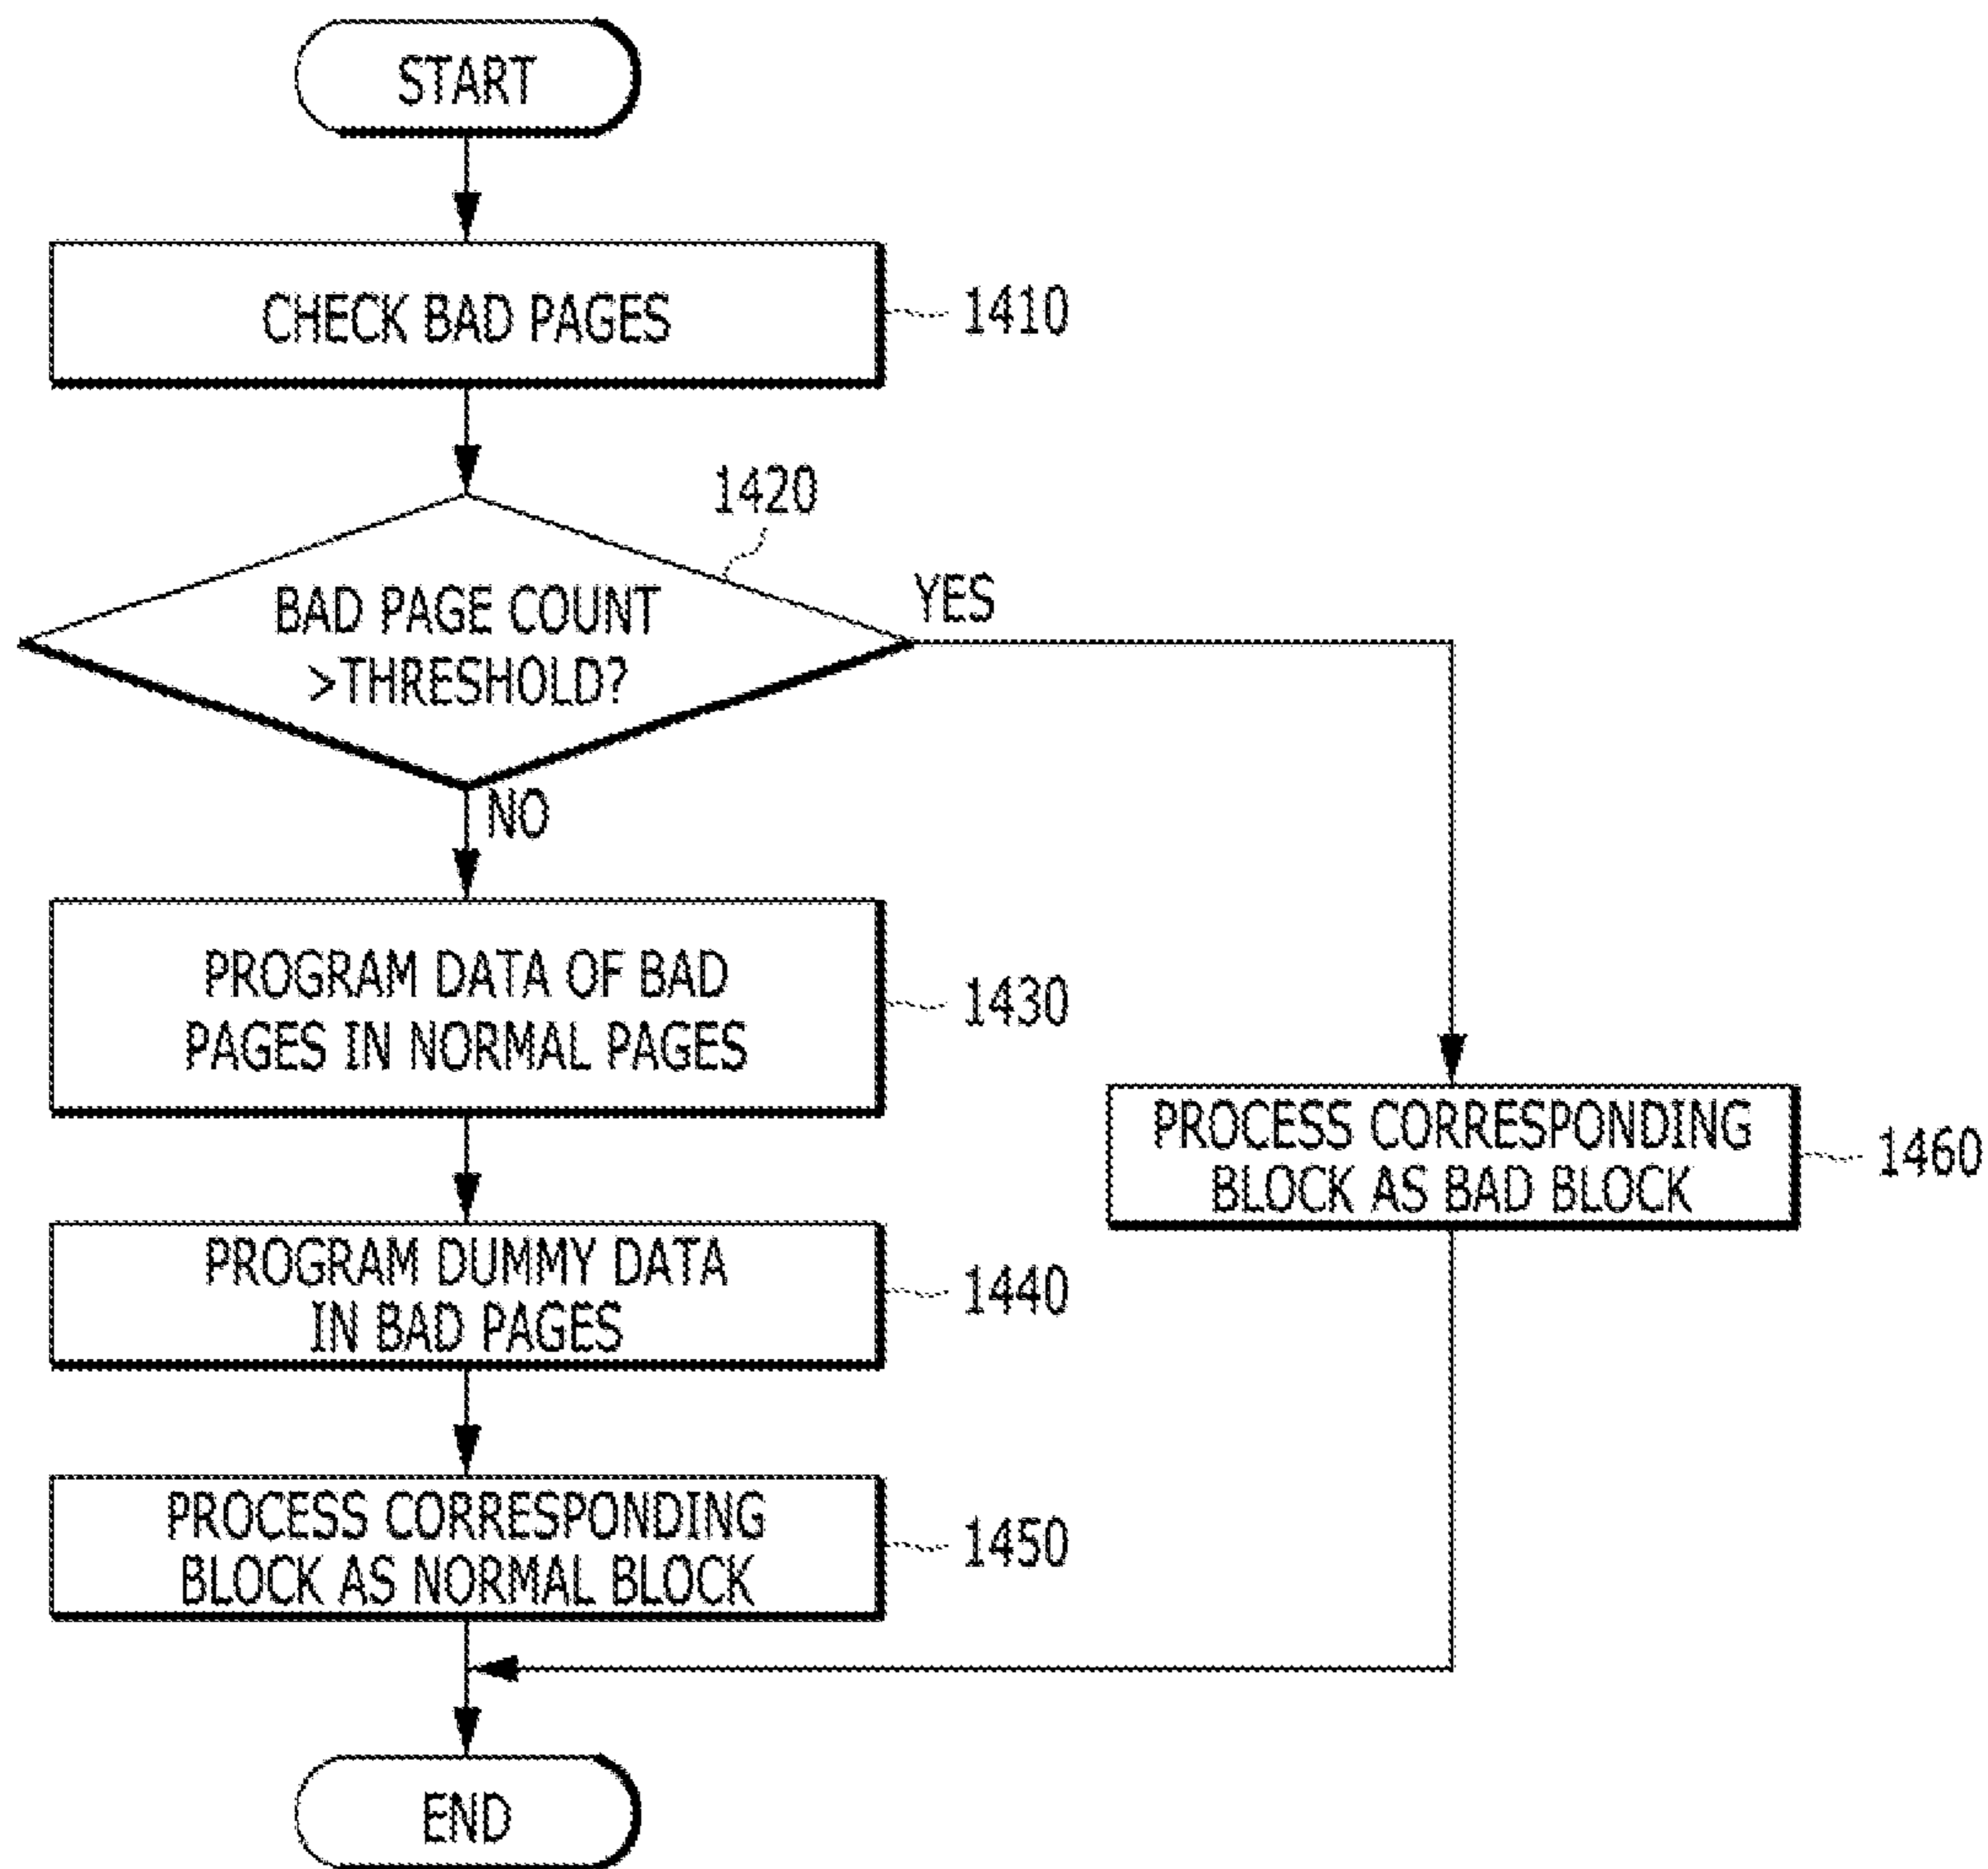 START
CHECK BAD PAGES
1410
1420
BAD PAGE COUNT
>THRESHOLD?
YES
NO
PROGRAM DATA OF BAD
PAGES IN NORMAL PAGES
1430
PROCESS CORRESPONDING
BLOCK AS BAD BLOCK
1460
PROGRAM DUMMY DATA
IN BAD PAGES
1440
PROCESS CORRESPONDING
BLOCK AS NORMAL BLOCK
1450
END